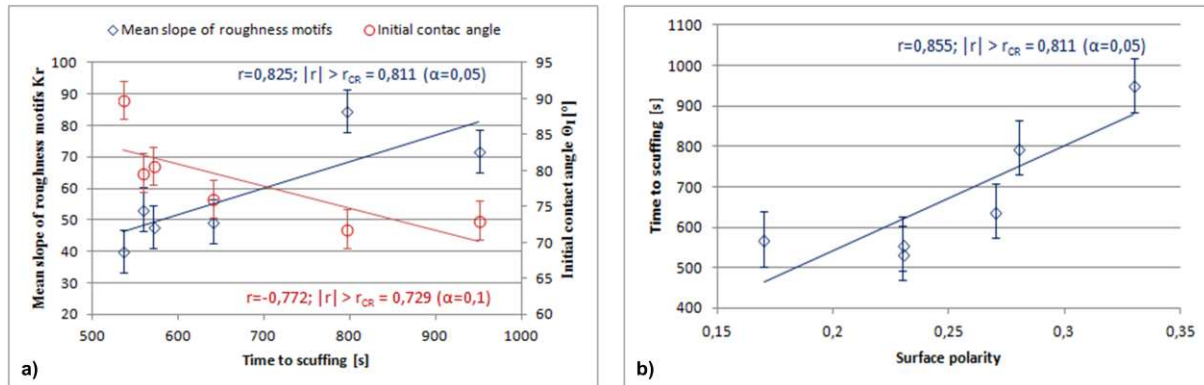 Mean slope of roughness motifs
Initial contac angle
r=0,825; |r| > rCR = 0,811 (α=0,05)
Mean slope of roughness motifs Kr
100
90
80
70
60
50
40
30
20
95
90
85
80
75
70
65
60
Initial contact angle ΘI[°]
r=-0,772; |r| > rCR = 0,729 (α=0,1)
500 600 700 800 900 1000
Time to scuffing [s]
a)
b)
r=0,855; |r| > rCR = 0,811 (α=0,05)
Time to scuffing [s]
1100
1000
900
800
700
600
500
400
0,15 0,2 0,25 0,3 0,35
Surface polarity